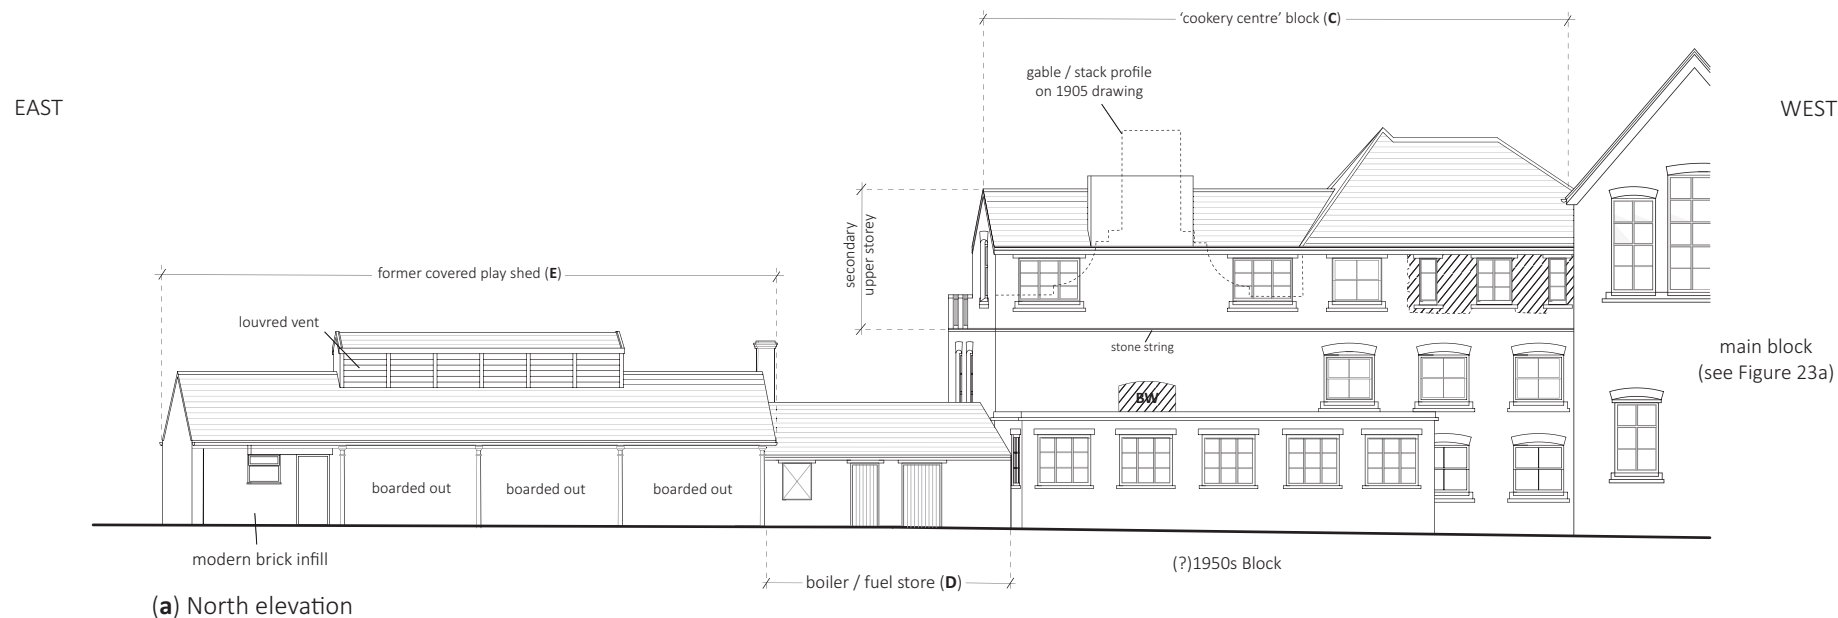 ‘cookery centre’ block (C)
gable / stack profile
on 1905 drawing
EAST
WEST
secondary
upper storey
former covered play shed (E)
louvred vent
stone string
main block
(see Figure 23a)
BW
boarded out
boarded out
boarded out
modern brick infill
(?)1950s Block
boiler / fuel store (D)
(a) North elevation